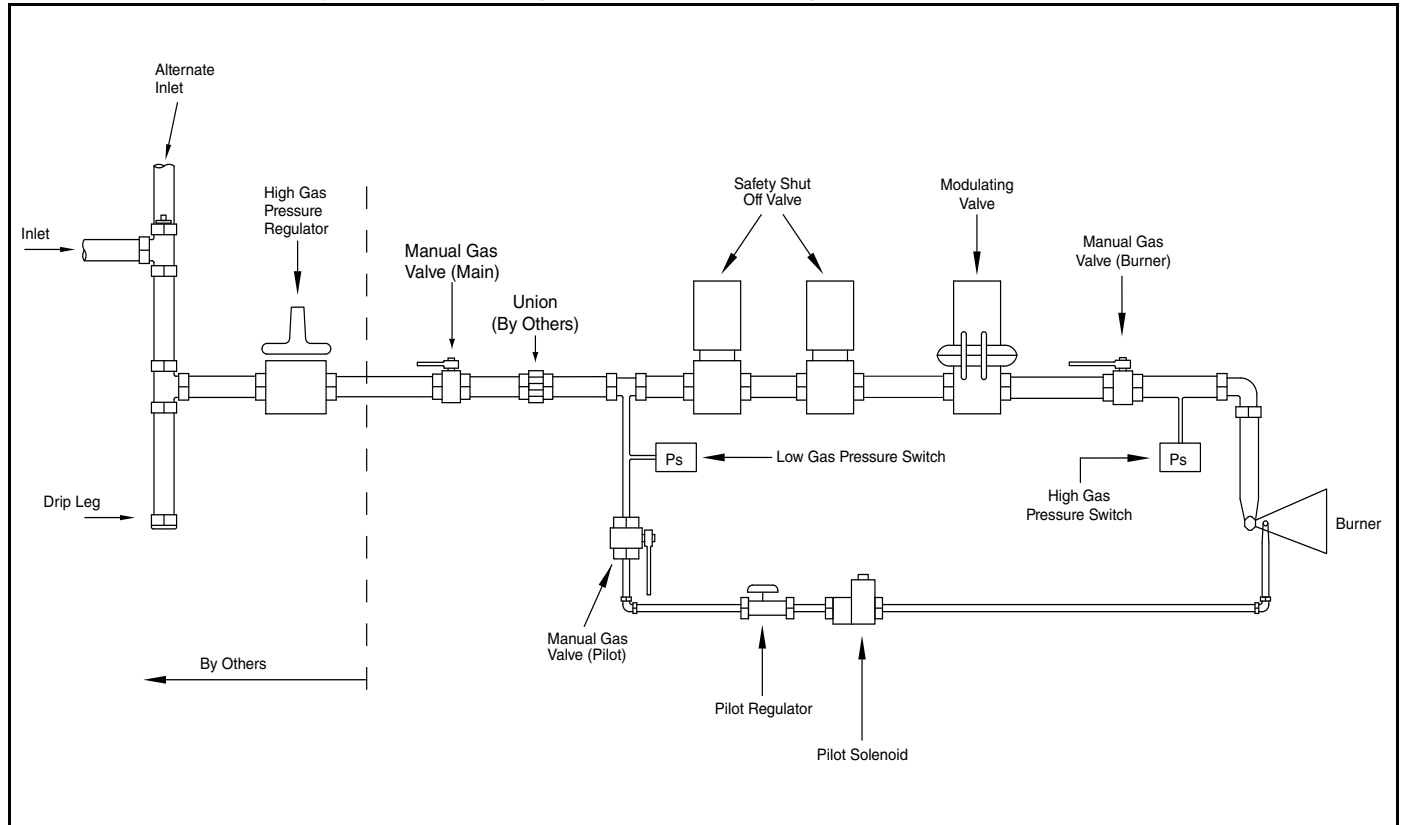 Alternate
Inlet
High Gas
Pressure
Regulator
Inlet
Manual Gas
Valve (Main)
Union
(By Others)
Safety Shut
Off Valve
Modulating
Valve
Manual Gas
Valve (Burner)
Ps
Low Gas Pressure Switch
Ps
High Gas
Pressure Switch
Drip Leg
Burner
Manual Gas
Valve (Pilot)
By Others
Pilot Regulator
Pilot Solenoid